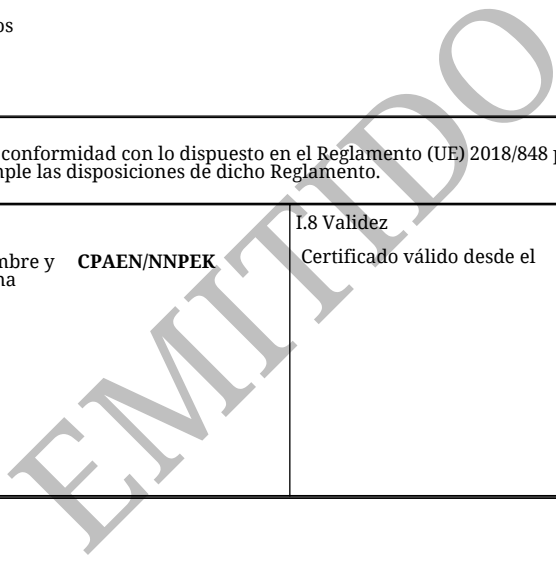 os
conformidad con lo dispuesto en el Reglamento (UE) 2018/848 p
nple las disposiciones de dicho Reglamento.
I.8 Validez
mbre y CPAEN/NNPEK
na
Certificado válido desde el
EMITIDO